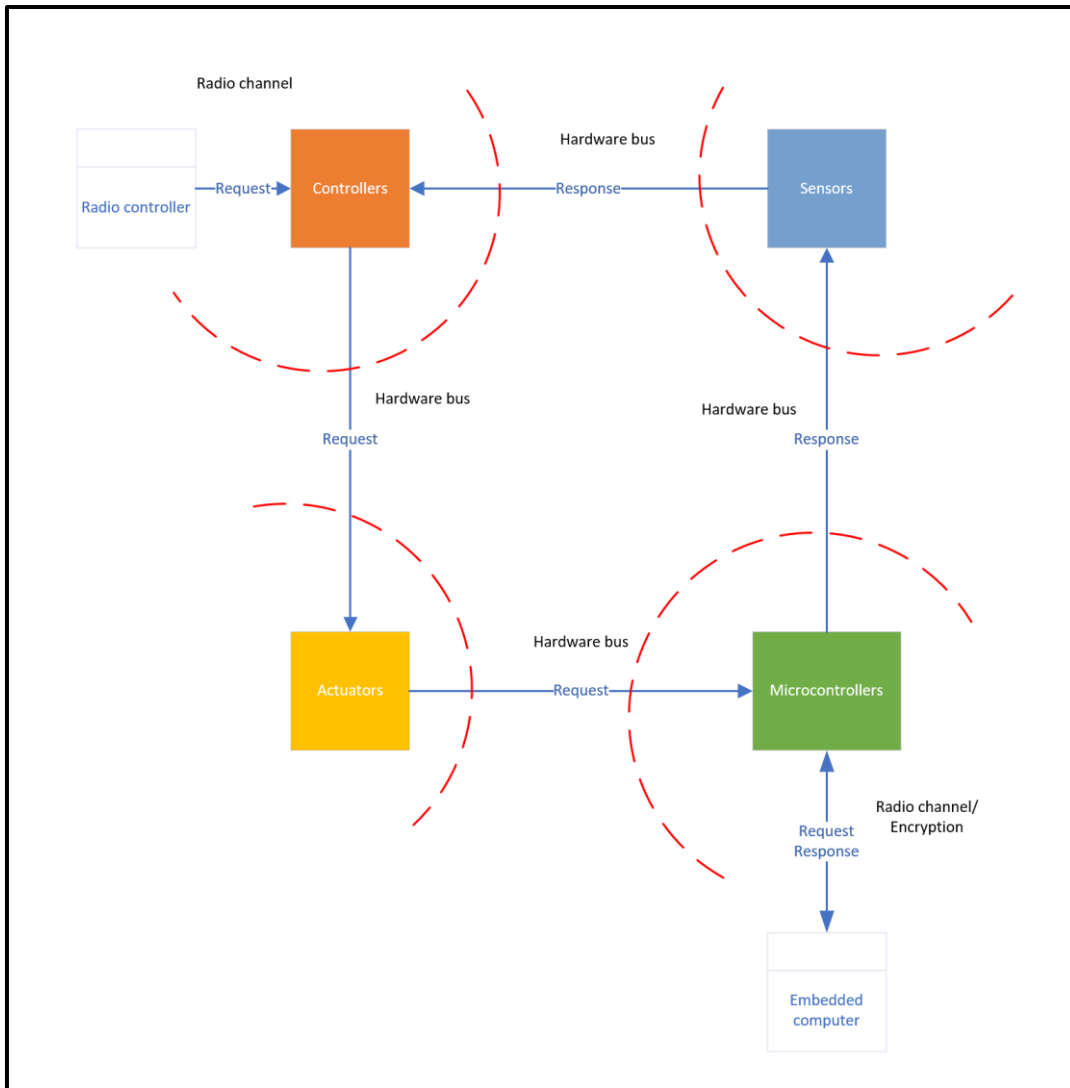 Radio channel
Hardware bus
Request
Controllers
Response
Sensors
Radio controller
Hardware bus
Hardware bus
Request
Response
Hardware bus
Actuators
Request
Microcontrollers
Radio channel/
Encryption
Request
Response
Embedded
computer